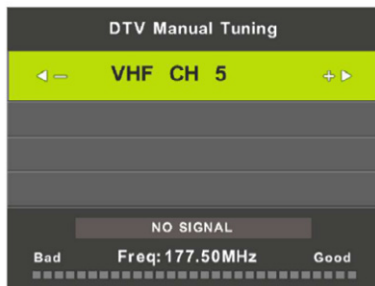 DTV Manual Tuning
VHF CH 5
NO SIGNAL
Bad Freq:177.50MHz Good